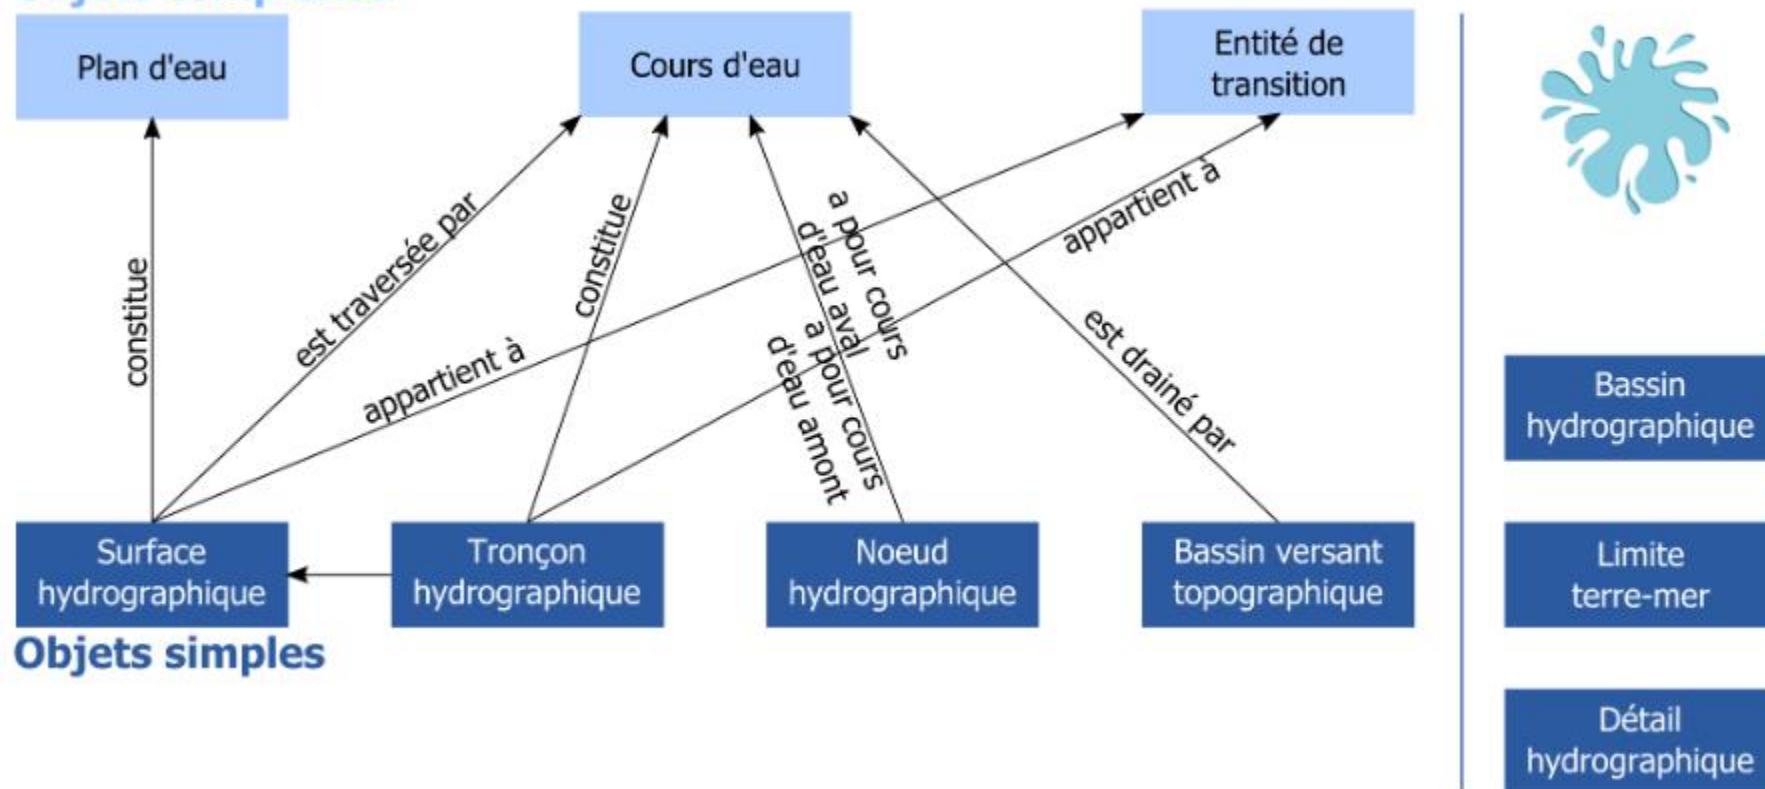 Plan d'eau
Cours d'eau
Entité de
transition
constitue
est traversée par
appartient à
constitue
a pour cours
d'eau aval
a pour cours
d'eau amont
appartient à
est drainé par
Surface
hydrographique
Tronçon
hydrographique
Noeud
hydrographique
Bassin versant
topographique
Objets simples
Bassin
hydrographique
Limite
terre-mer
Détail
hydrographique